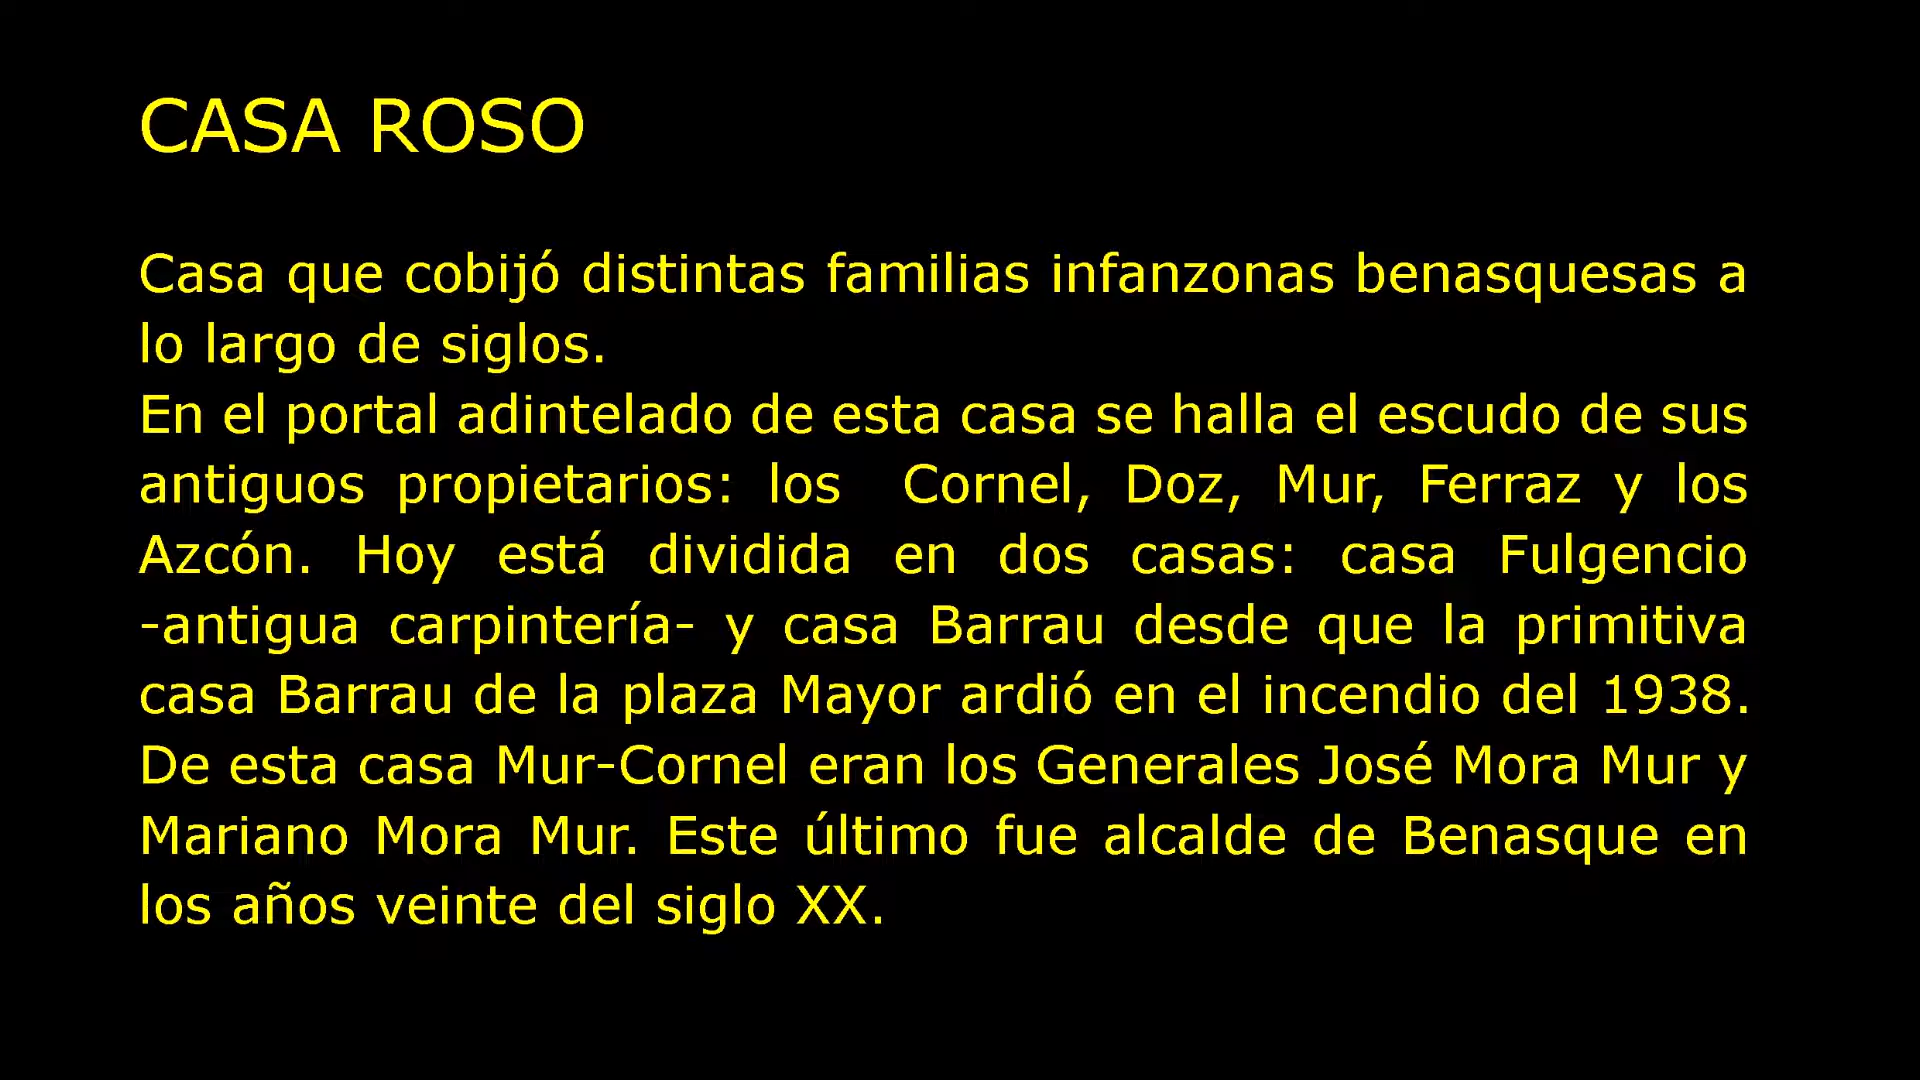 CASA ROSO
Casa que cobijó distintas familias infanzonas benasquesas a
lo largo de siglos.
En el portal adintelado de esta casa se halla el escudo de sus
antiguos propietarios: los  Cornel, Doz, Mur, Ferraz y los
Azcón. Hoy está dividida en dos casas: casa Fulgencio
-antigua carpintería- y casa Barrau desde que la primitiva
casa Barrau de la plaza Mayor ardió en el incendio del 1938.
De esta casa Mur-Cornel eran los Generales José Mora Mur y
Mariano Mora Mur. Este último fue alcalde de Benasque en
los años veinte del siglo XX.